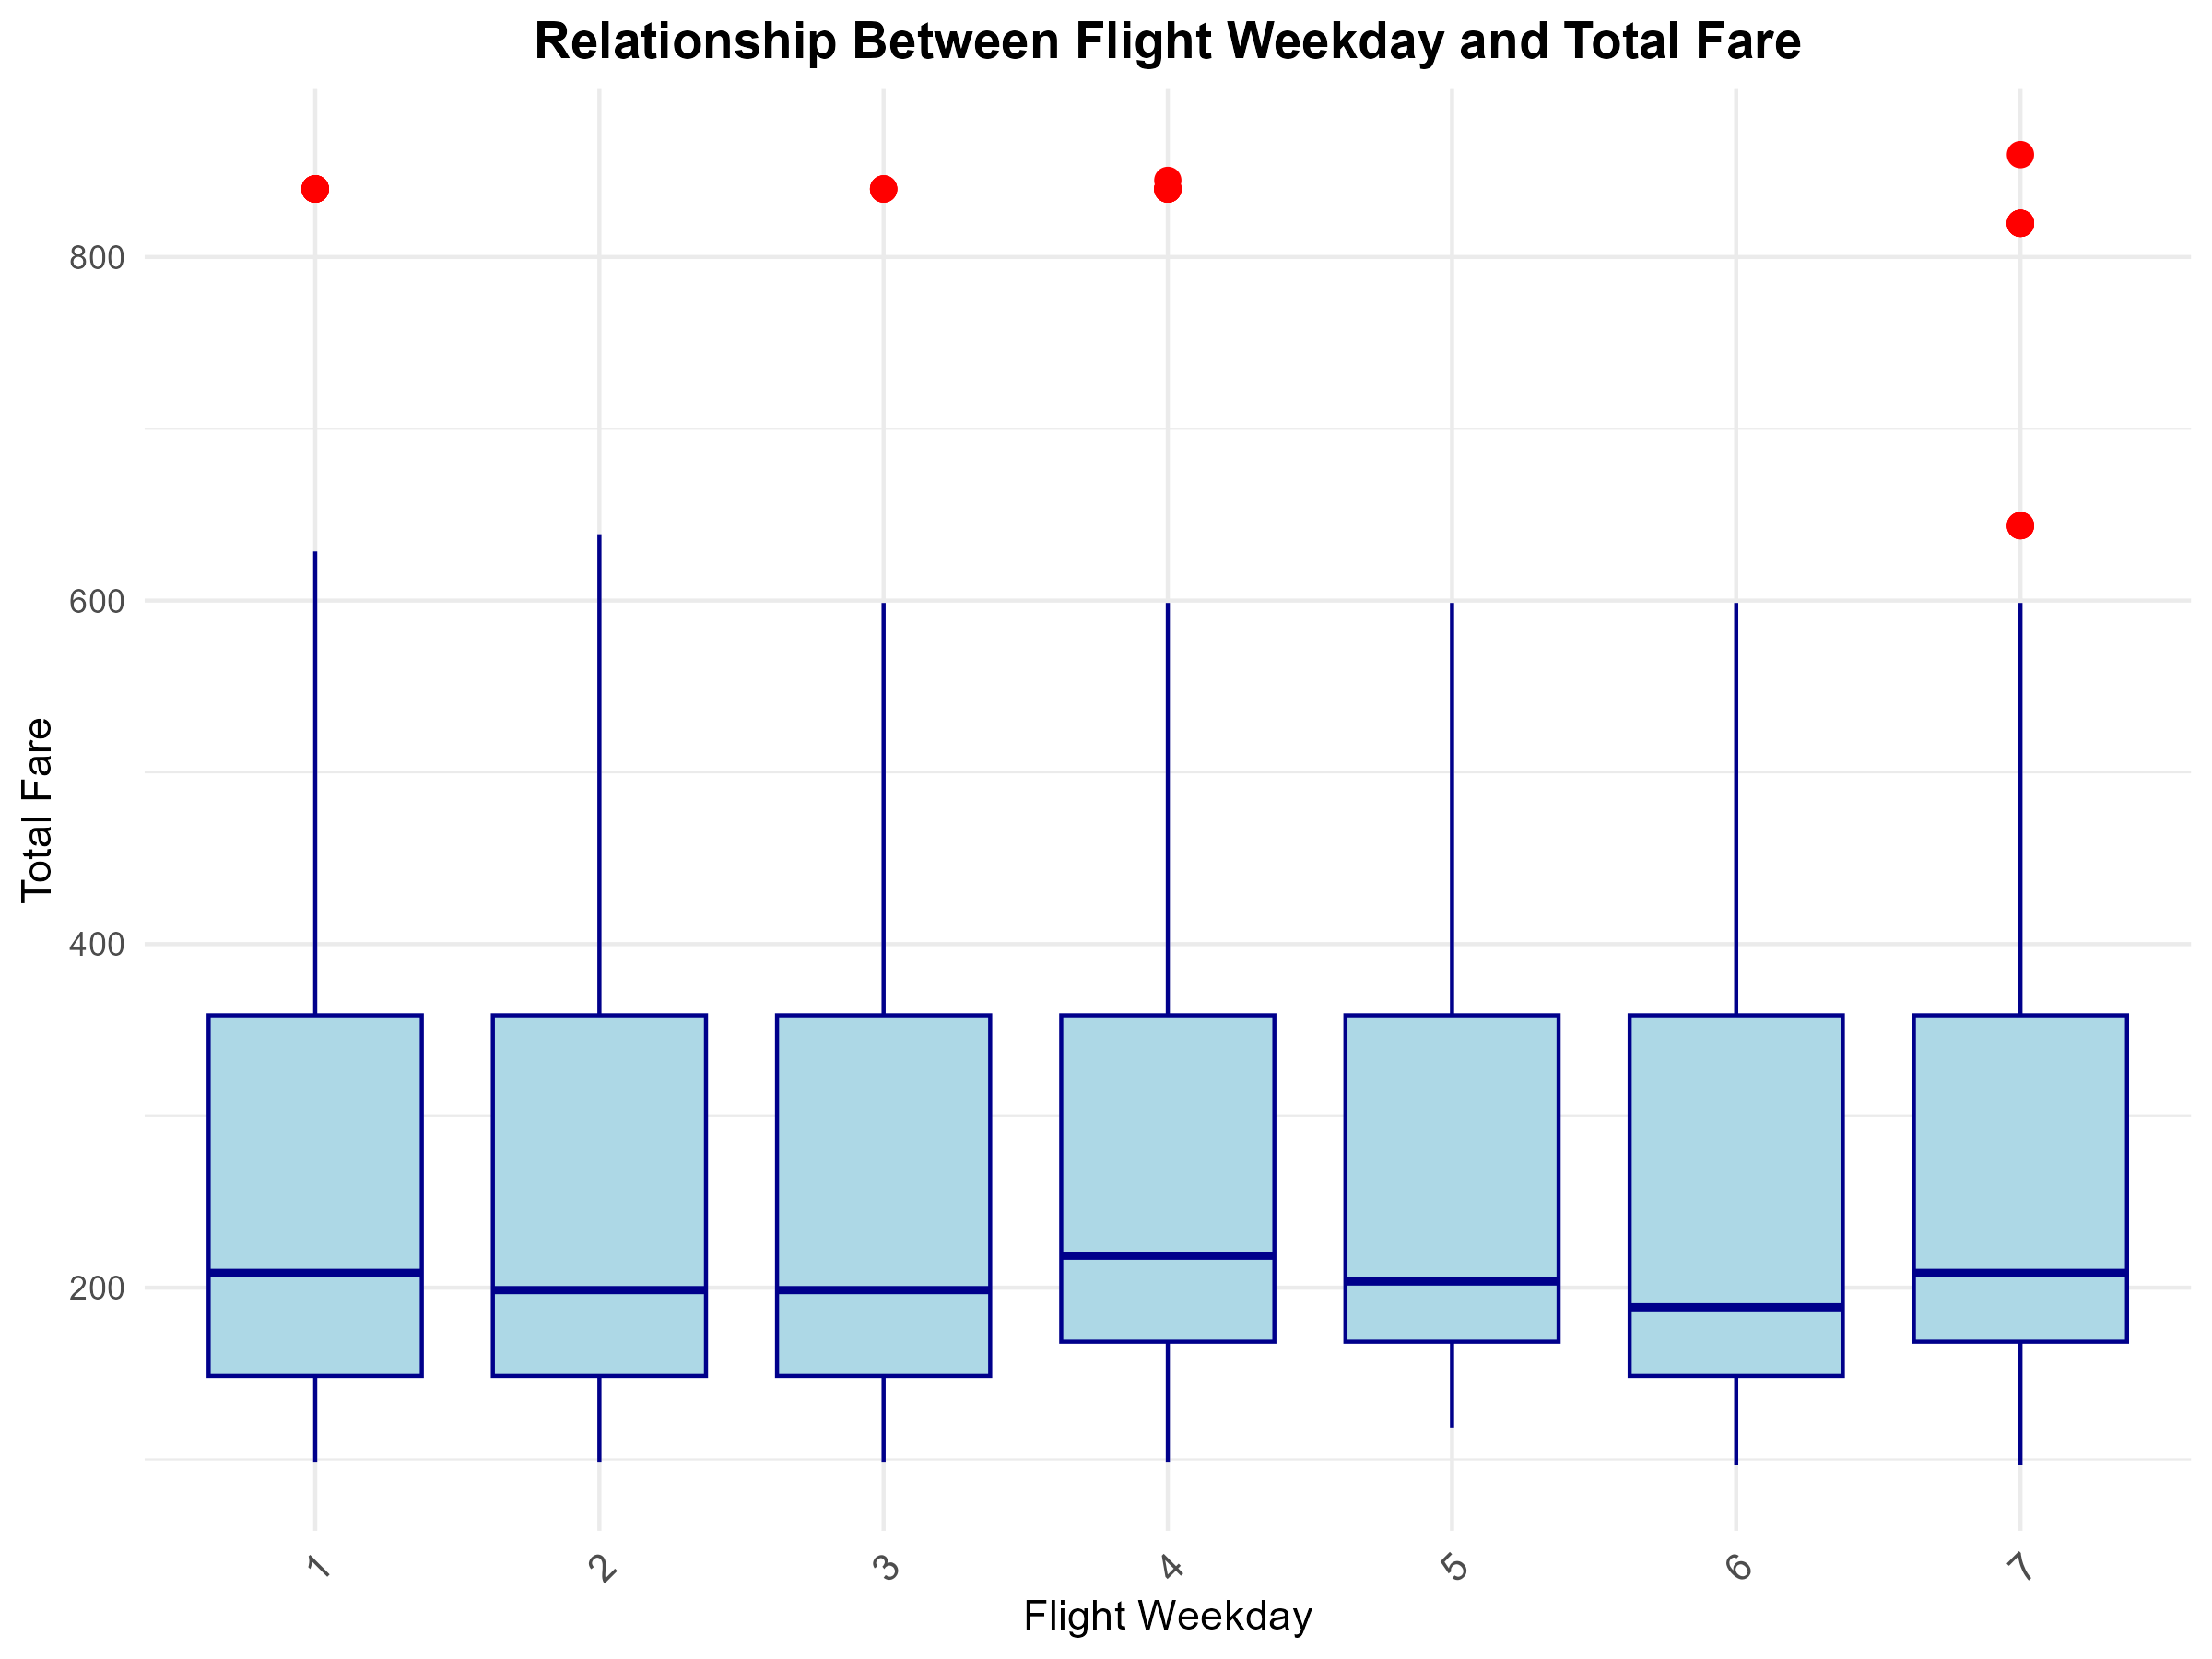 Relationship Between Flight Weekday and Total Fare
Total Fare
800
600
400
200
1 2 3 4 5 6 7
Flight Weekday